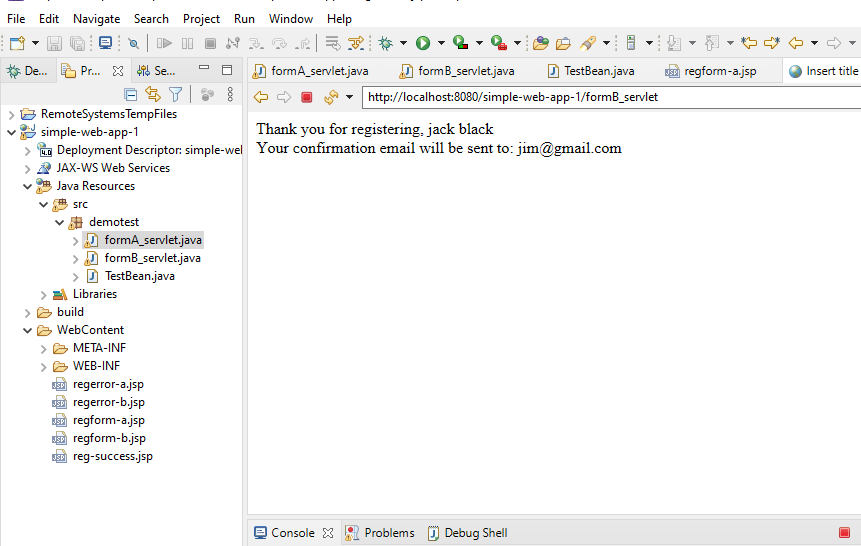 File Edit Navigate Search Project Run Window Help
De... Pr... Se...
formA_servlet.java formB_servlet.java TestBean.java regform-a.jsp Insert title
http://localhost:8080/simple-web-app-1/formB_servlet
RemoteSystemsTempFiles
simple-web-app-1
Deployment Descriptor: simple-wel
JAX-WS Web Services
Java Resources
src
demotest
formA_servlet.java
formB_servlet.java
TestBean.java
Libraries
build
WebContent
META-INF
WEB-INF
regerror-a.jsp
regerror-b.jsp
regform-a.jsp
regform-b.jsp
reg-success.jsp
Thank you for registering, jack black
Your confirmation email will be sent to: jim@gmail.com
Console Problems Debug Shell